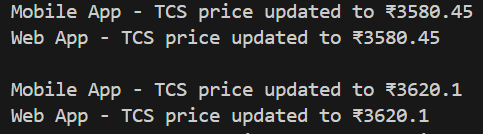 Mobile App - TCS price updated to ₹3580.45
Web App - TCS price updated to ₹3580.45
Mobile App - TCS price updated to ₹3620.1
Web App - TCS price updated to ₹3620.1